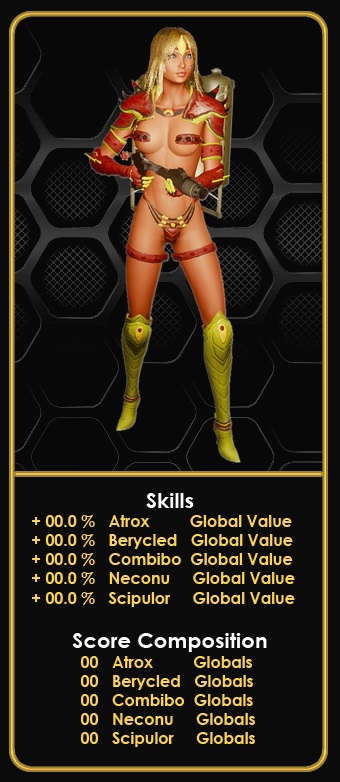 Skills
+ 00.0 % Atrox Global Value
+ 00.0 % Berycled Global Value
+ 00.0 % Combibo Global Value
+ 00.0 % Neconu Global Value
+ 00.0 % Scipulor Global Value
Score Composition
00 Atrox Globals
00 Berycled Globals
00 Combibo Globals
00 Neconu Globals
00 Scipulor Globals